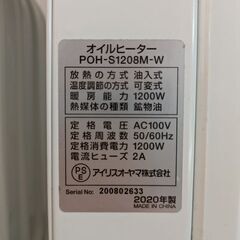 オイルヒーター
POH-S1208M-W
放熱の方式 油入式
温度調節の方式 可変式
暖房能力 1200W
熱媒体の種類 鉱物油
定格電圧 AC100V
定格周波数 50/60Hz
定格消費電力 1200W
電流ヒューズ 2A
PSE アイリスオーヤマ株式会社
Serial No: 200802633
2020年製
MADE IN CHINA